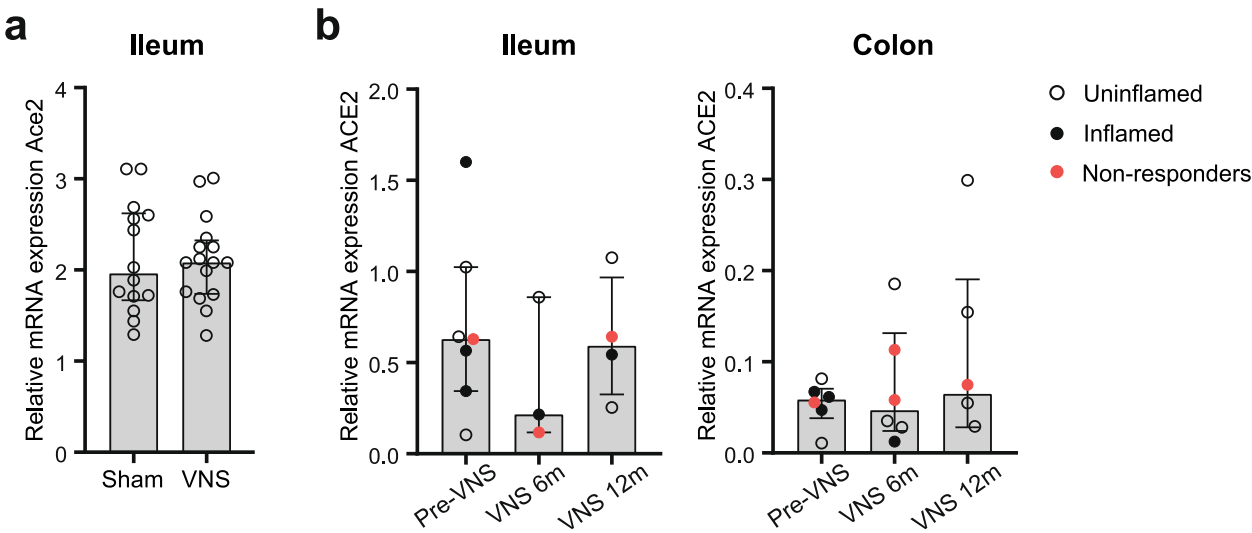 a
Ileum
Relative mRNA expression Ace2
4
3
2
1
0
Sham
VNS
b
Ileum
Relative mRNA expression ACE2
2.0
1.5
1.0
0.5
0.0
Pre-VNS
VNS 6m
VNS 12m
Colon
Relative mRNA expression ACE2
0.4
0.3
0.2
0.1
0.0
Pre-VNS
VNS 6m
VNS 12m
Uninflamed
Inflamed
Non-responders